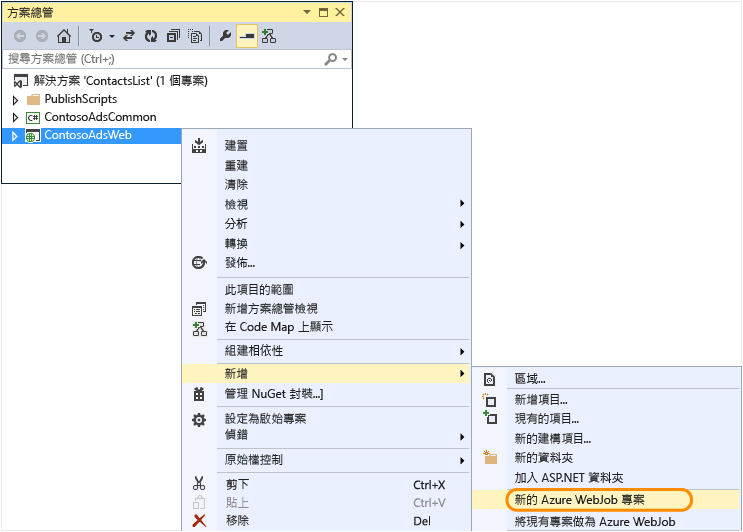 方案總管
搜尋方案總管 (Ctrl+;)
解決方案 'ContactsList' (1 個專案)
PublishScripts
C# ContosoAdsCommon
ContosoAdsWeb
建置
重建
清除
檢視
分析
轉換
發佈...
此項目的範圍
新增方案總管檢視
在 Code Map 上顯示
組建相依性
新增
管理 NuGet 封裝...]
設定為啟始專案
偵錯
原始檔控制
剪下 Ctrl+X
貼上 Ctrl+V
移除 Del
區域...
新增項目...
現有的項目...
新的建構項目...
新的資料夾
加入 ASP.NET 資料夾
新的 Azure WebJob 專案
將現有專案做為 Azure WebJob